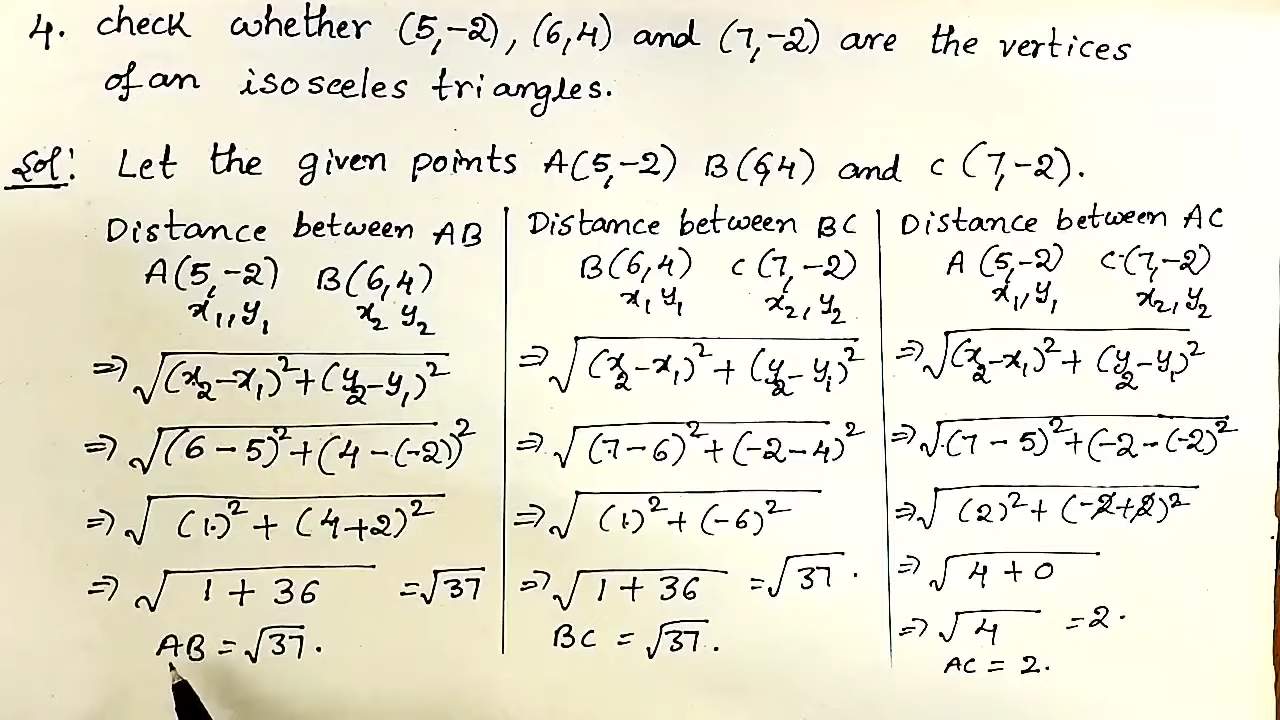 4. check whether (5,-2), (6,4) and (7,-2) are the vertices
of an isosceles triangles.
Sol: Let the given points A(5,-2) B(6,4) and C (7,-2).
Distance between AB
A(5,-2) B(6,4)
x₁, y₁ x₂ y₂
⇒ √(x₂-x₁)²+(y₂-y₁)²
⇒ √(6-5)²+(4-(-2))²
⇒ √(1)²+(4+2)²
⇒ √1+36 =√37
AB = √37.
Distance between BC
B(6,4) C(7,-2)
x₁ y₁ x₂, y₂
⇒ √(x₂-x₁)²+(y₂-y₁)²
⇒ √(7-6)²+(-2-4)²
⇒ √(1)²+(-6)²
⇒ √1+36 =√37.
BC = √37.
Distance between AC
A (5,-2) C(7,-2)
x₁, y₁ x₂, y₂
⇒ √(x₂-x₁)²+(y₂-y₁)²
⇒ √(7-5)²+(-2-(-2)²
⇒ √(2)²+(-2+2)²
⇒ √4+0
⇒ √4 =2.
AC = 2.